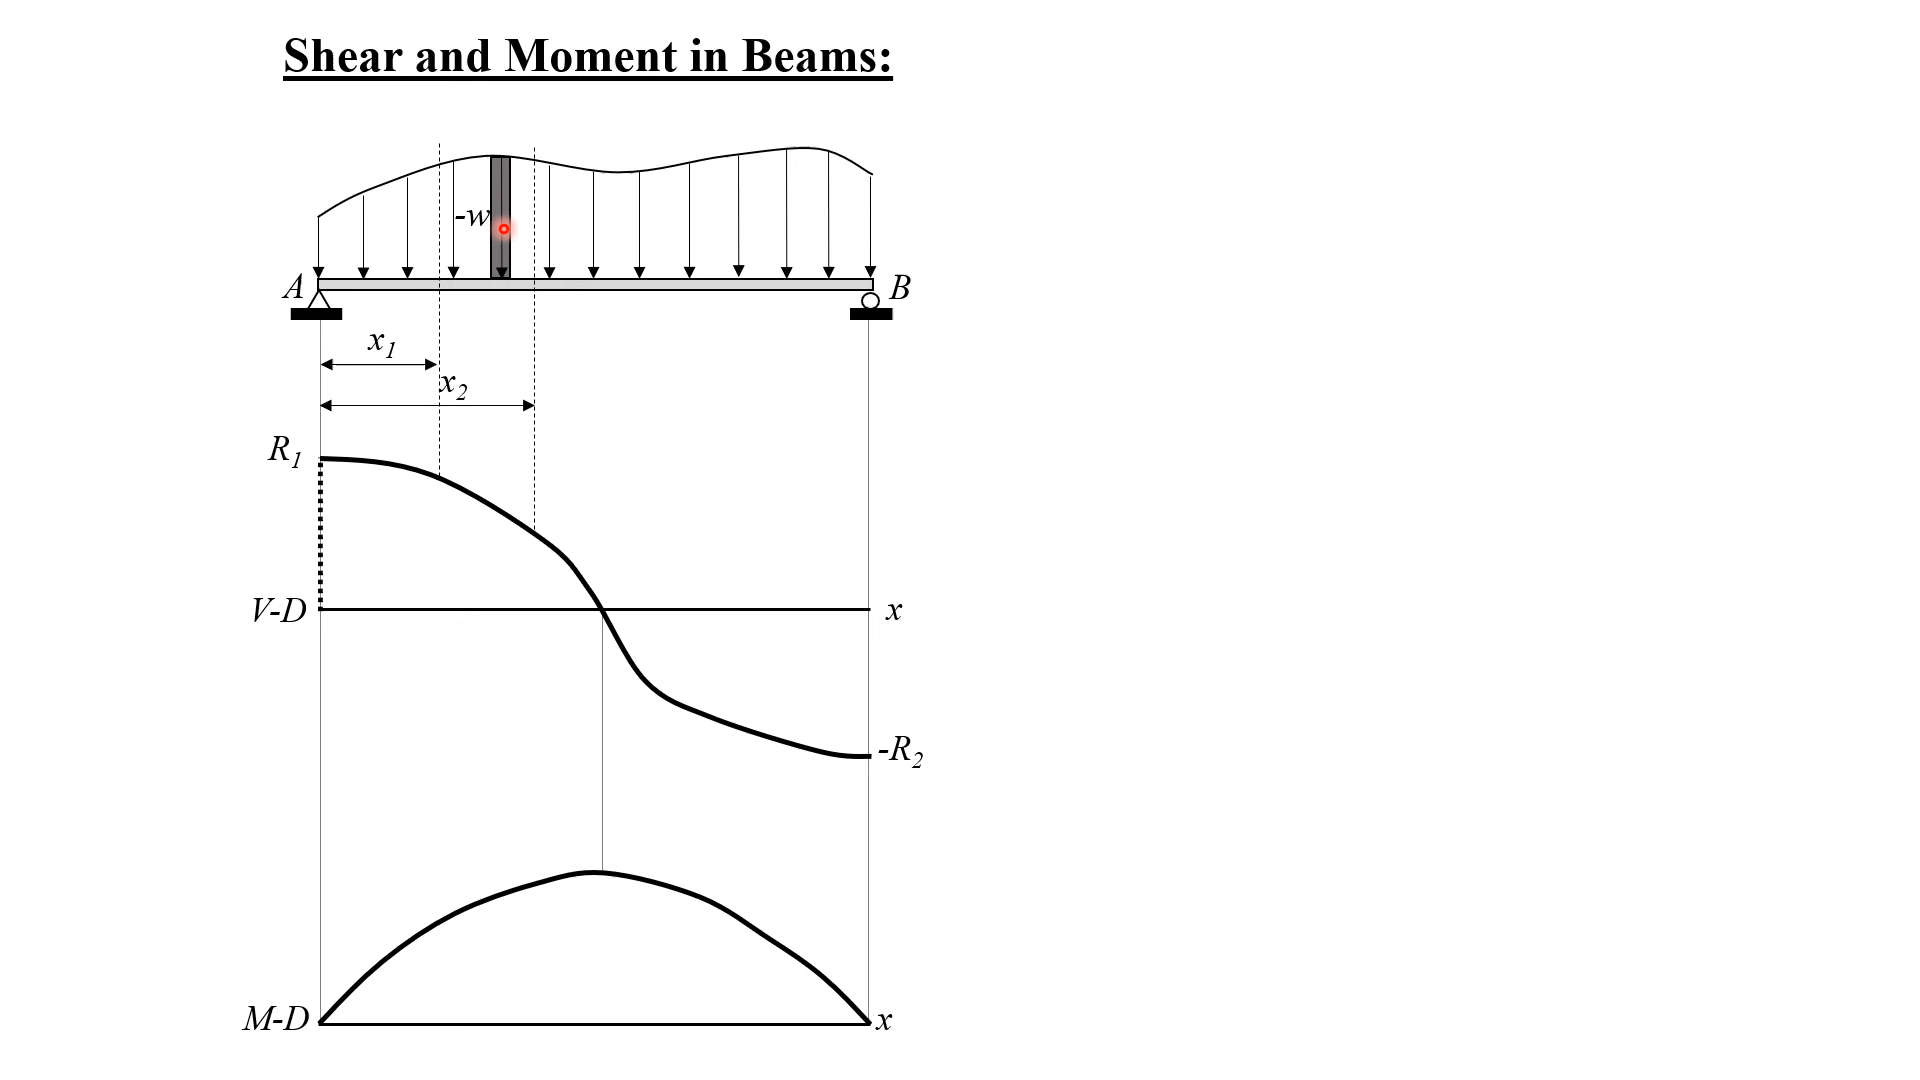 Shear and Moment in Beams:
-w
A
B
x1
x2
R1
V-D
x
-R2
M-D
x